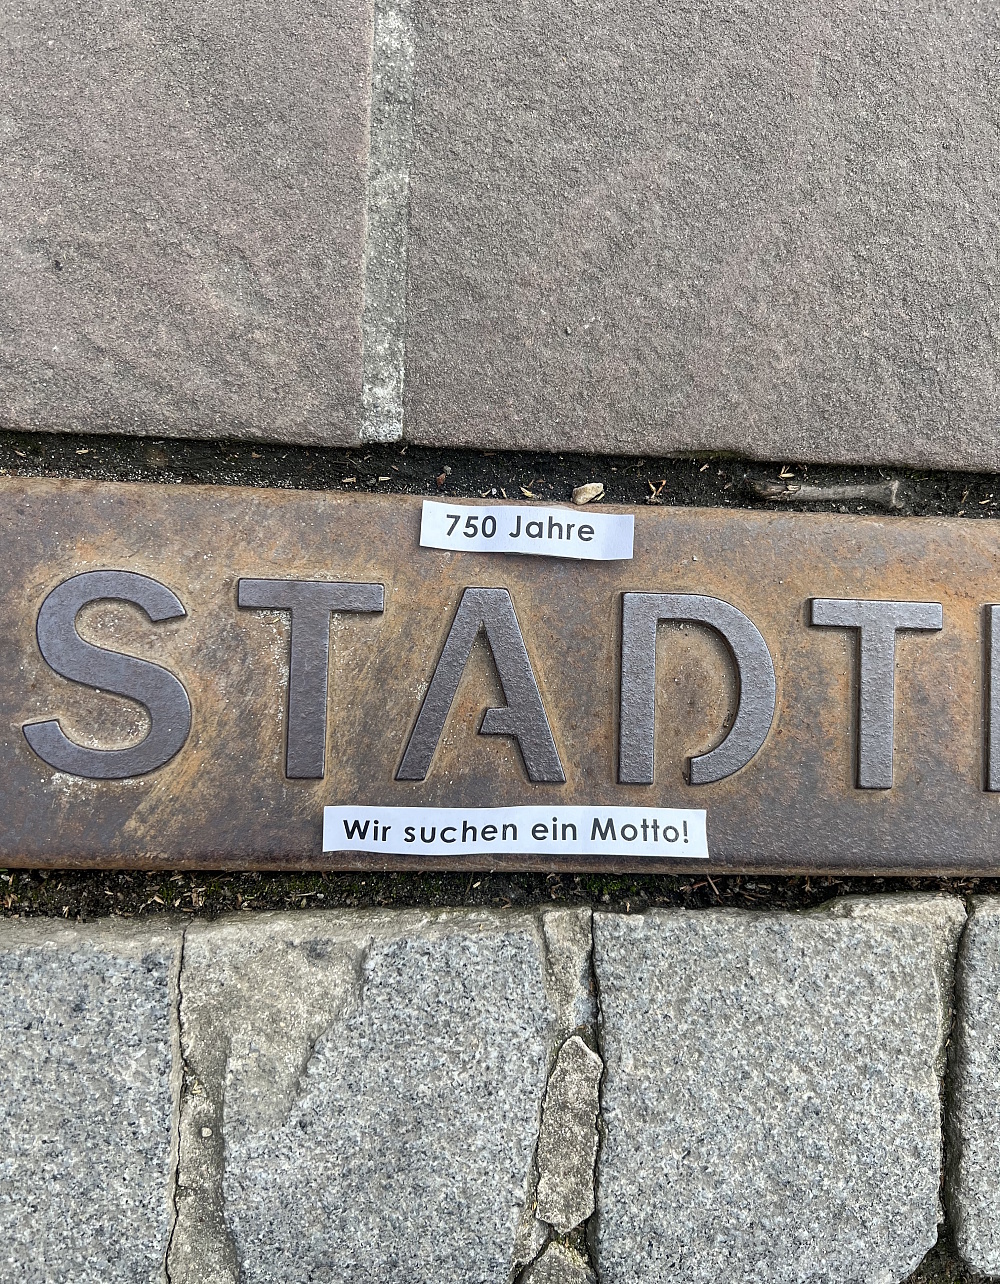 750 Jahre
STADT
Wir suchen ein Motto!